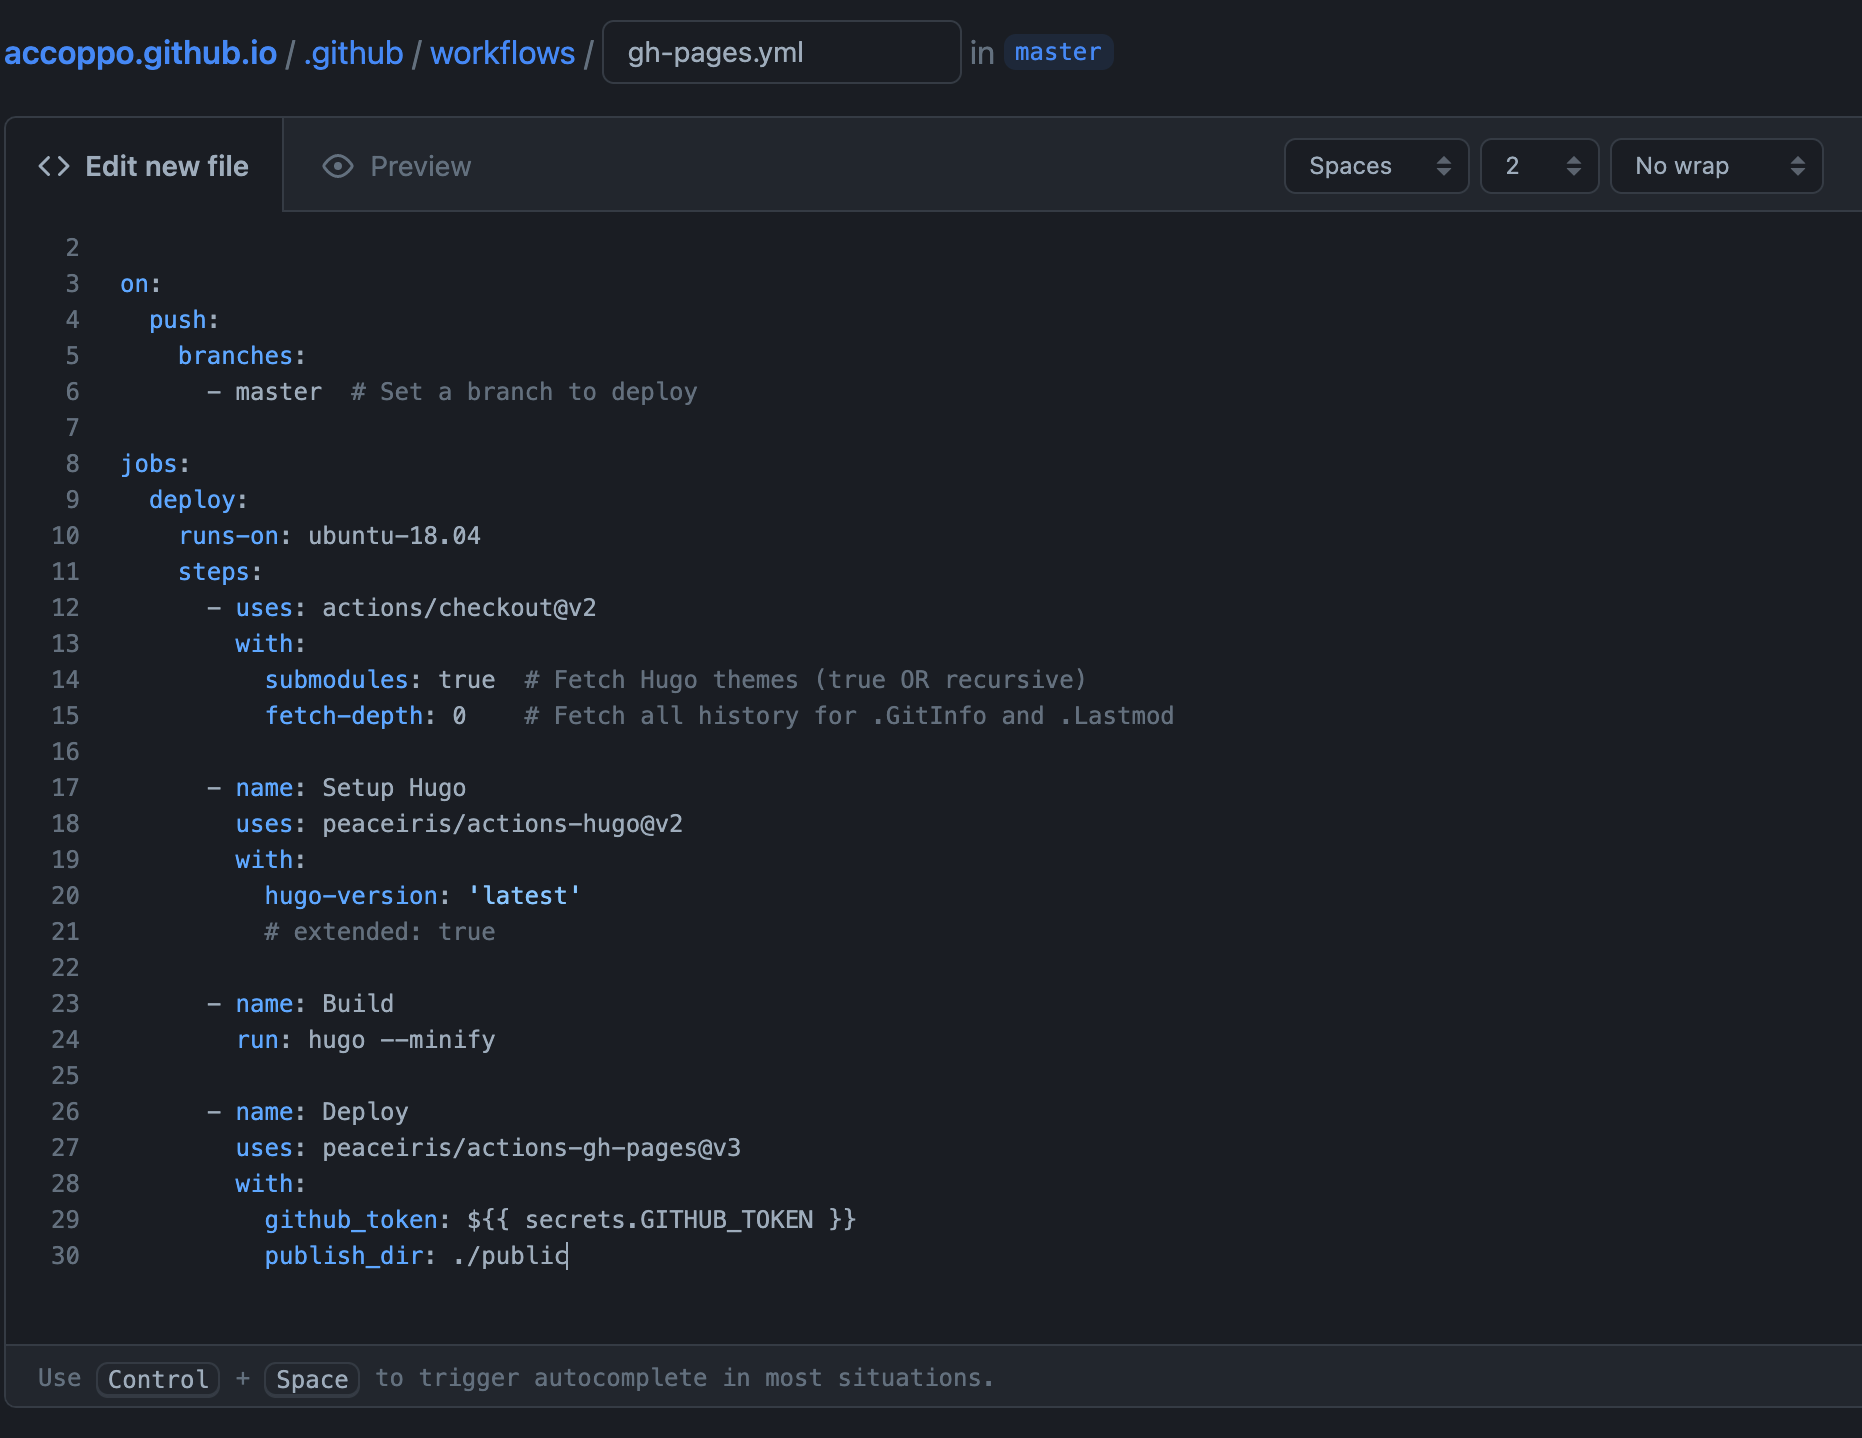 accoppo.github.io / .github / workflows / gh-pages.yml in master
<> Edit new file Preview Spaces 2 No wrap
2
3 on:
4   push:
5     branches:
6       - master  # Set a branch to deploy
7
8 jobs:
9   deploy:
10     runs-on: ubuntu-18.04
11     steps:
12       - uses: actions/checkout@v2
13         with:
14           submodules: true  # Fetch Hugo themes (true OR recursive)
15           fetch-depth: 0    # Fetch all history for .GitInfo and .Lastmod
16
17       - name: Setup Hugo
18         uses: peaceiris/actions-hugo@v2
19         with:
20           hugo-version: 'latest'
21           # extended: true
22
23       - name: Build
24         run: hugo --minify
25
26       - name: Deploy
27         uses: peaceiris/actions-gh-pages@v3
28         with:
29           github_token: ${{ secrets.GITHUB_TOKEN }}
30           publish_dir: ./public
Use Control + Space to trigger autocomplete in most situations.